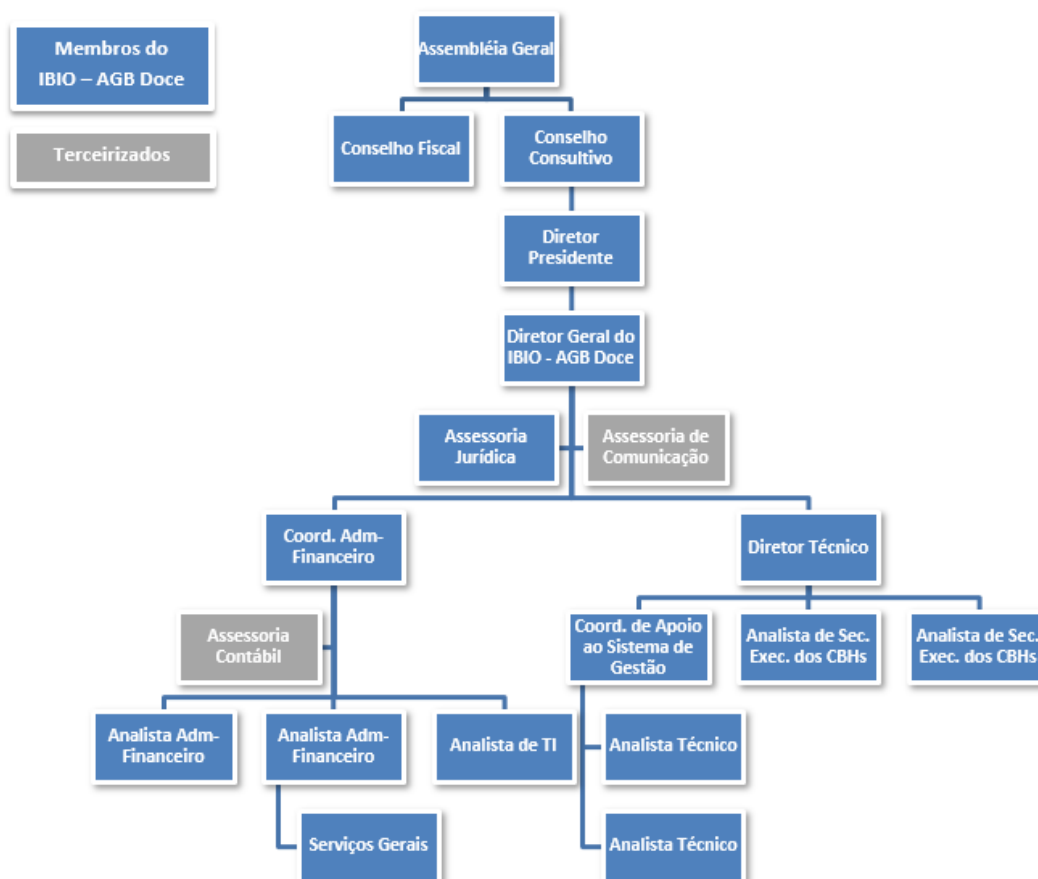 Membros do
IBIO – AGB Doce
Terceirizados
Assembléia Geral
Conselho Fiscal
Conselho
Consultivo
Diretor
Presidente
Diretor Geral do
IBIO - AGB Doce
Assessoria
Jurídica
Assessoria de
Comunicação
Coord. Adm-
Financeiro
Diretor Técnico
Assessoria
Contábil
Coord. de Apoio
ao Sistema de
Gestão
Analista de Sec.
Exec. dos CBHs
Analista de Sec.
Exec. dos CBHs
Analista Adm-
Financeiro
Analista Adm-
Financeiro
Analista de TI
Analista Técnico
Serviços Gerais
Analista Técnico